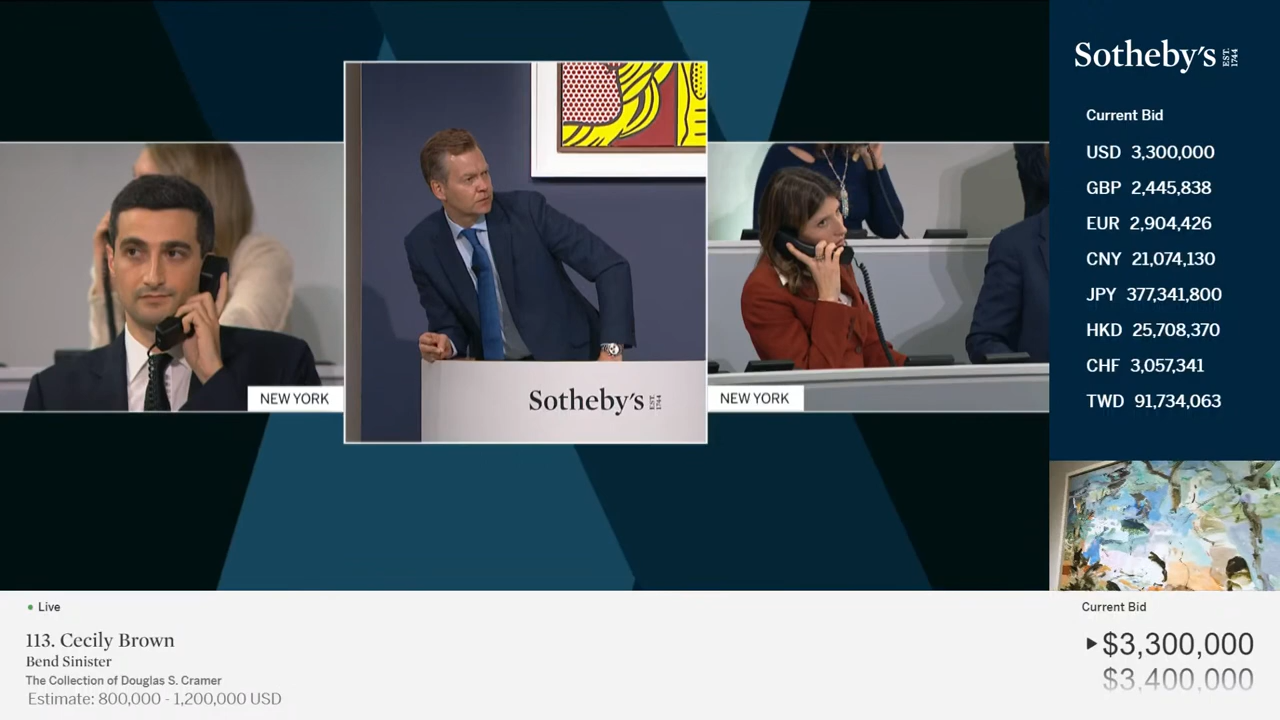 Sotheby's EST. 1744
Current Bid
USD 3,300,000
GBP 2,445,838
EUR 2,904,426
CNY 21,074,130
JPY 377,341,800
HKD 25,708,370
CHF 3,057,341
TWD 91,734,063
NEW YORK
Sotheby's EST. 1744
NEW YORK
Live
113. Cecily Brown
Bend Sinister
The Collection of Douglas S. Cramer
Estimate: 800,000 - 1,200,000 USD
Current Bid
$3,300,000
$3,400,000